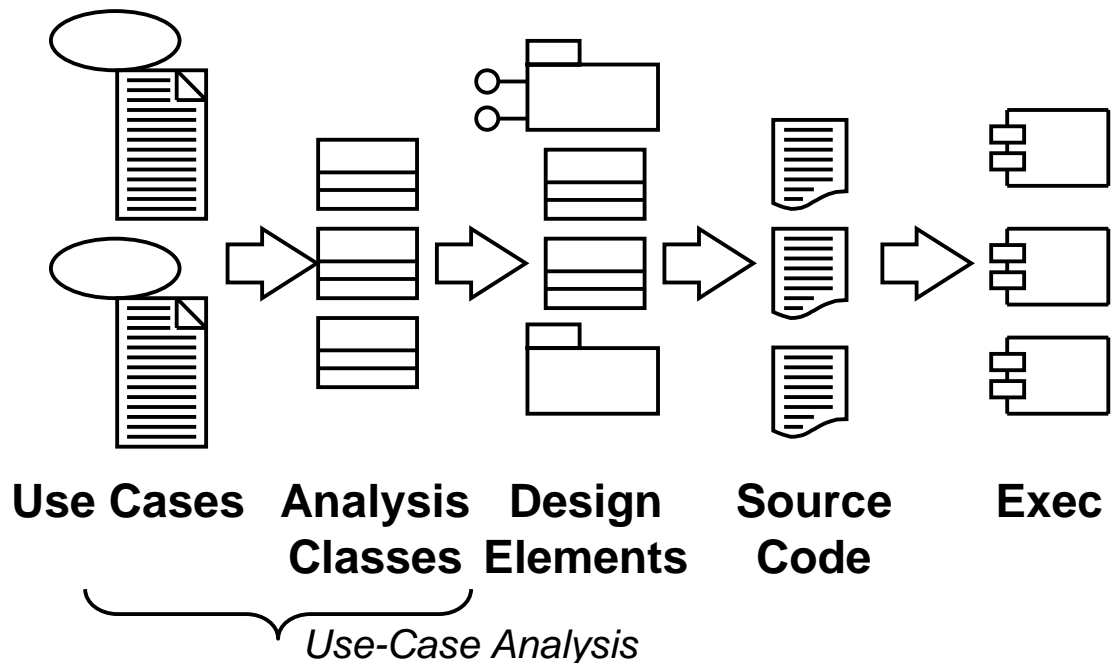 Use Cases
Analysis
Classes
Design
Elements
Source
Code
Exec
Use-Case Analysis